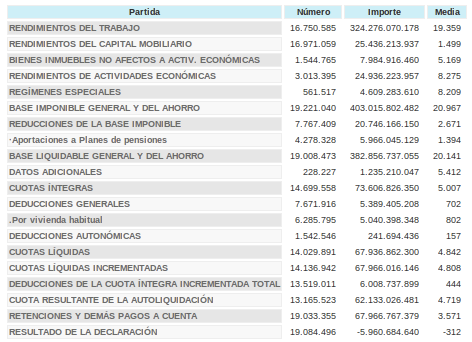 Partida Número Importe Media
RENDIMIENTOS DEL TRABAJO 16.750.585 324.276.070.178 19.359
RENDIMIENTOS DEL CAPITAL MOBILIARIO 16.971.059 25.436.213.937 1.499
BIENES INMUEBLES NO AFECTOS A ACTIV. ECONÓMICAS 1.544.765 7.984.916.460 5.169
RENDIMIENTOS DE ACTIVIDADES ECONÓMICAS 3.013.395 24.936.223.957 8.275
REGÍMENES ESPECIALES 561.517 4.609.283.610 8.209
BASE IMPONIBLE GENERAL Y DEL AHORRO 19.221.040 403.015.802.482 20.967
REDUCCIONES DE LA BASE IMPONIBLE 7.767.409 20.746.166.150 2.671
·Aportaciones a Planes de pensiones 4.278.328 5.966.045.129 1.394
BASE LIQUIDABLE GENERAL Y DEL AHORRO 19.008.473 382.856.737.055 20.141
DATOS ADICIONALES 228.227 1.235.210.047 5.412
CUOTAS ÍNTEGRAS 14.699.558 73.606.826.350 5.007
DEDUCCIONES GENERALES 7.671.916 5.389.405.208 702
.Por vivienda habitual 6.285.795 5.040.398.348 802
DEDUCCIONES AUTONÓMICAS 1.542.546 241.694.436 157
CUOTAS LÍQUIDAS 14.029.891 67.936.862.300 4.842
CUOTAS LÍQUIDAS INCREMENTADAS 14.136.942 67.966.016.146 4.808
DEDUCCIONES DE LA CUOTA ÍNTEGRA INCREMENTADA TOTAL 13.519.011 6.008.737.899 444
CUOTA RESULTANTE DE LA AUTOLIQUIDACIÓN 13.165.523 62.133.026.481 4.719
RETENCIONES Y DEMÁS PAGOS A CUENTA 19.033.355 67.966.767.379 3.571
RESULTADO DE LA DECLARACIÓN 19.084.496 -5.960.684.640 -312